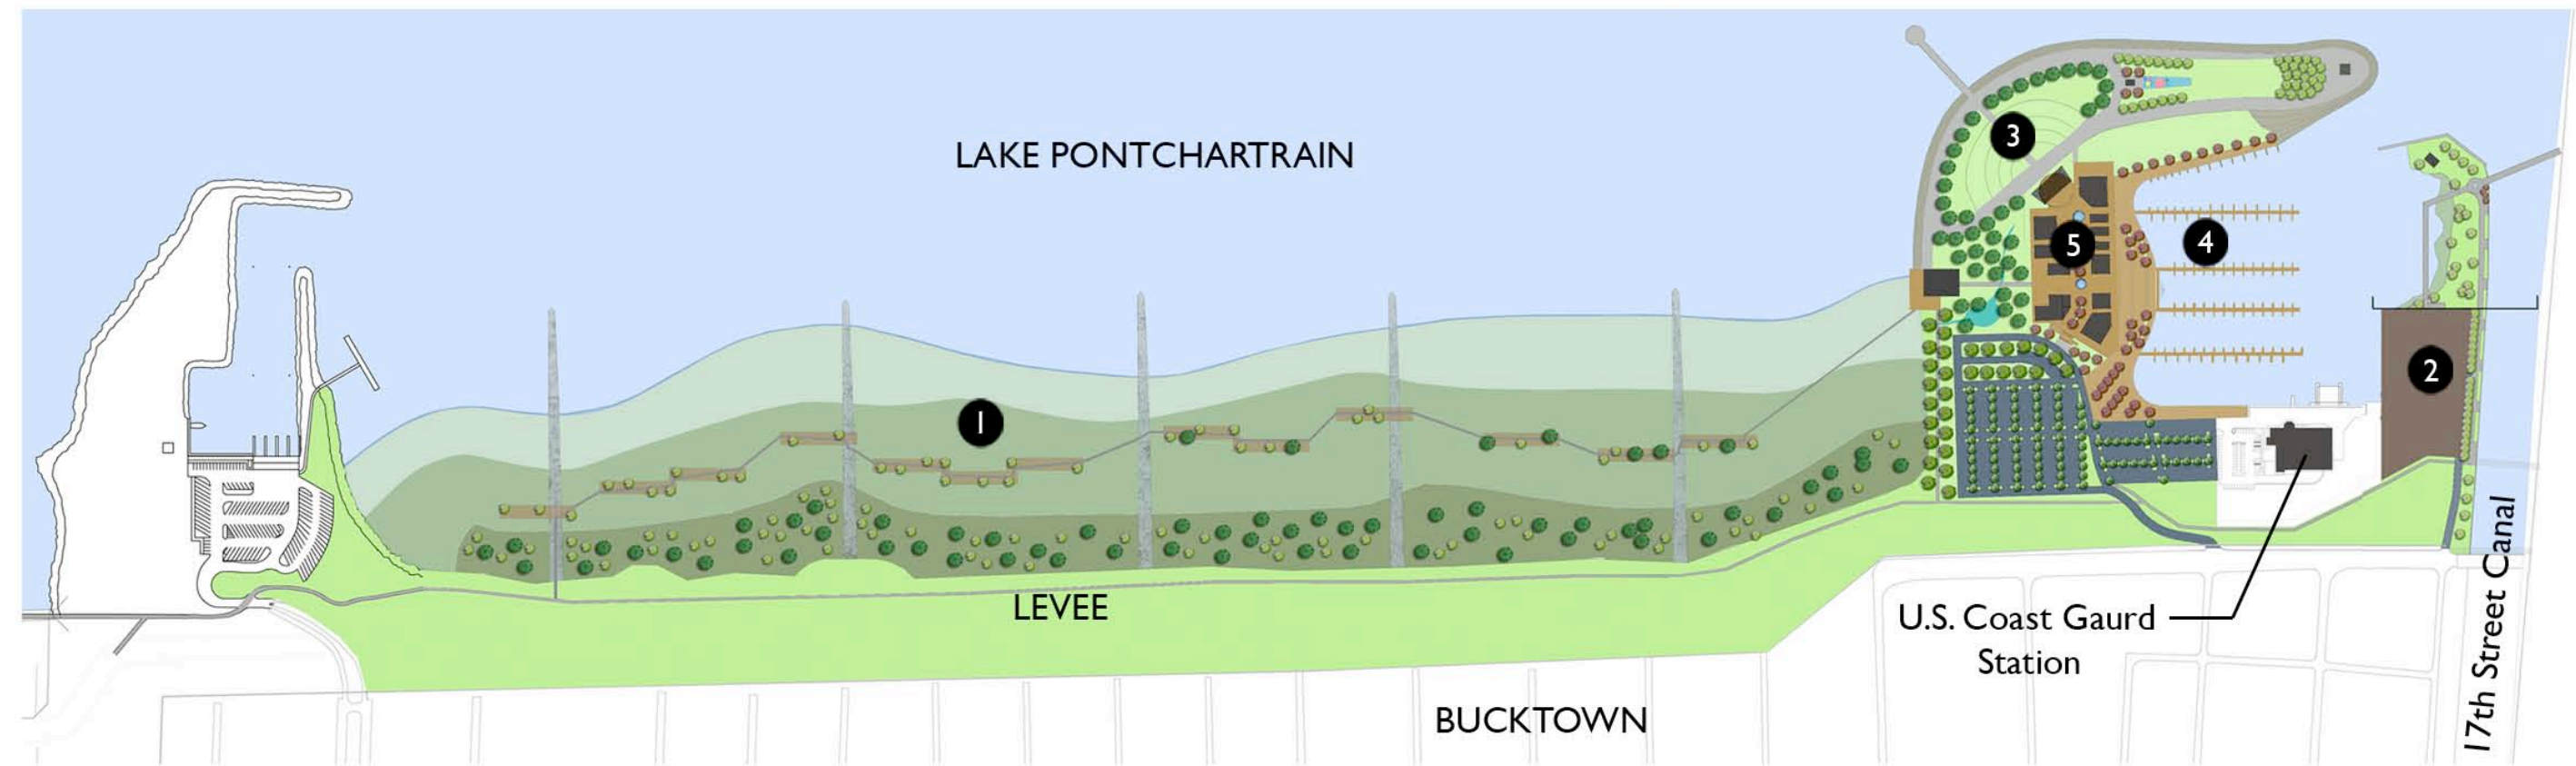 LAKE PONTCHARTRAIN
3
5
4
2
1
LEVEE
U.S. Coast Gaurd
Station
BUCKTOWN
17th Street Canal